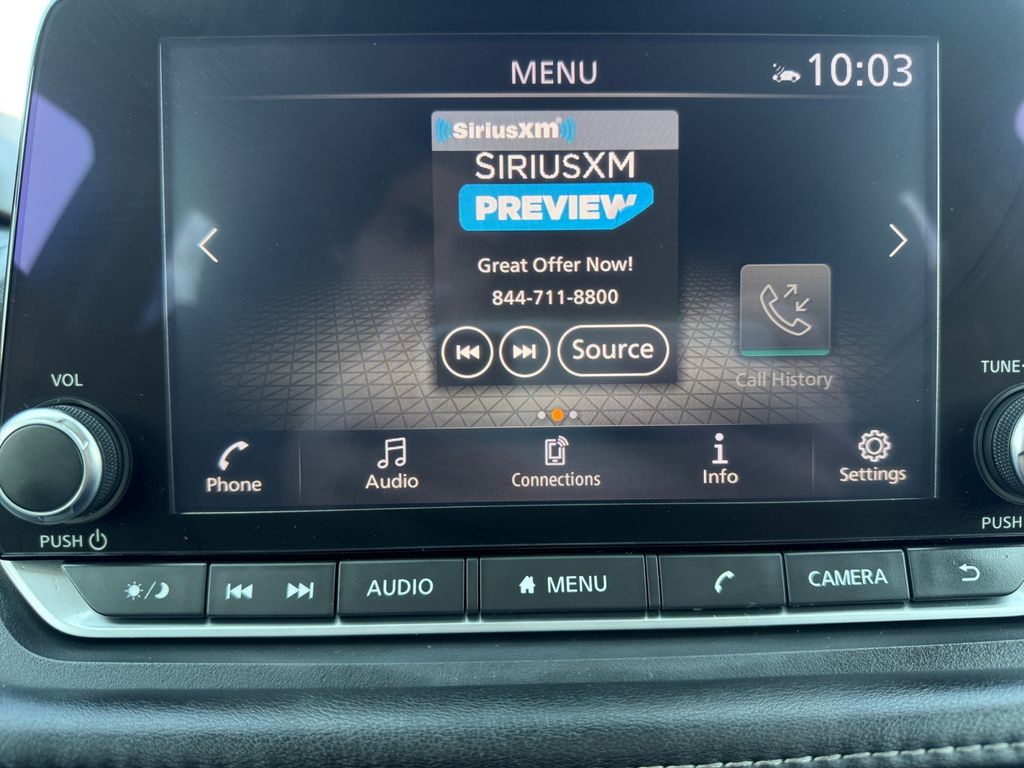 MENU
10:03
SiriusXM
SIRIUSXM
PREVIEW
Great Offer Now!
844-711-8800
Source
Call History
VOL
TUNE
Phone
Audio
Connections
Info
Settings
PUSH
PUSH
AUDIO
MENU
CAMERA